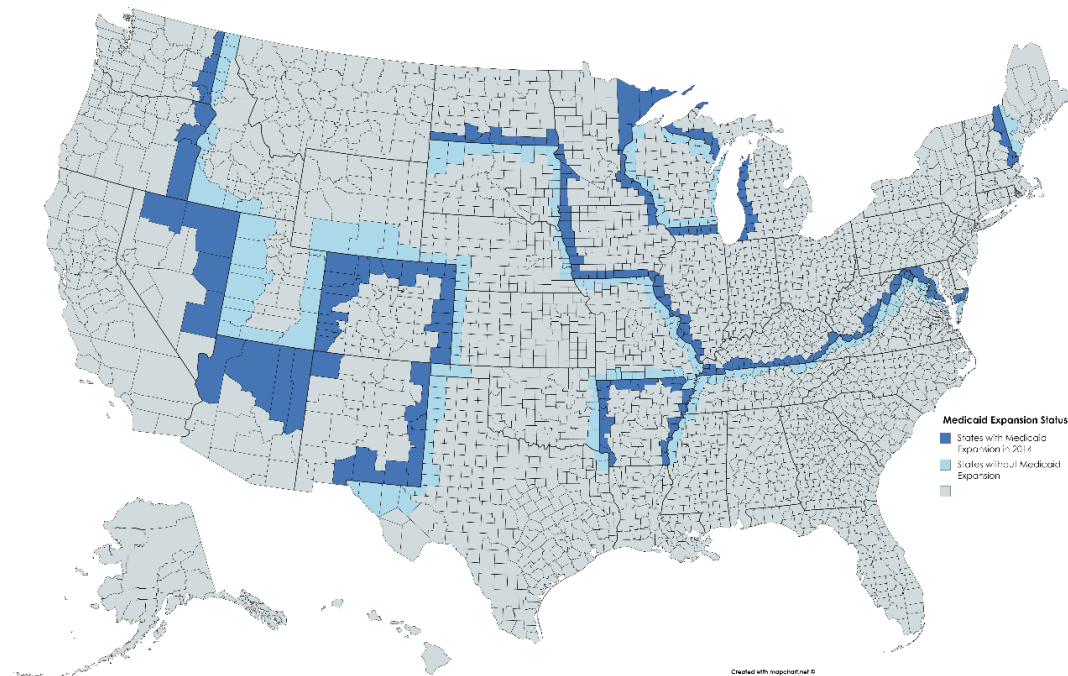 Medicaid Expansion Status
States with Medicaid
Expansion in 2014
States without Medicaid
Expansion
Created with mapchart.net ©